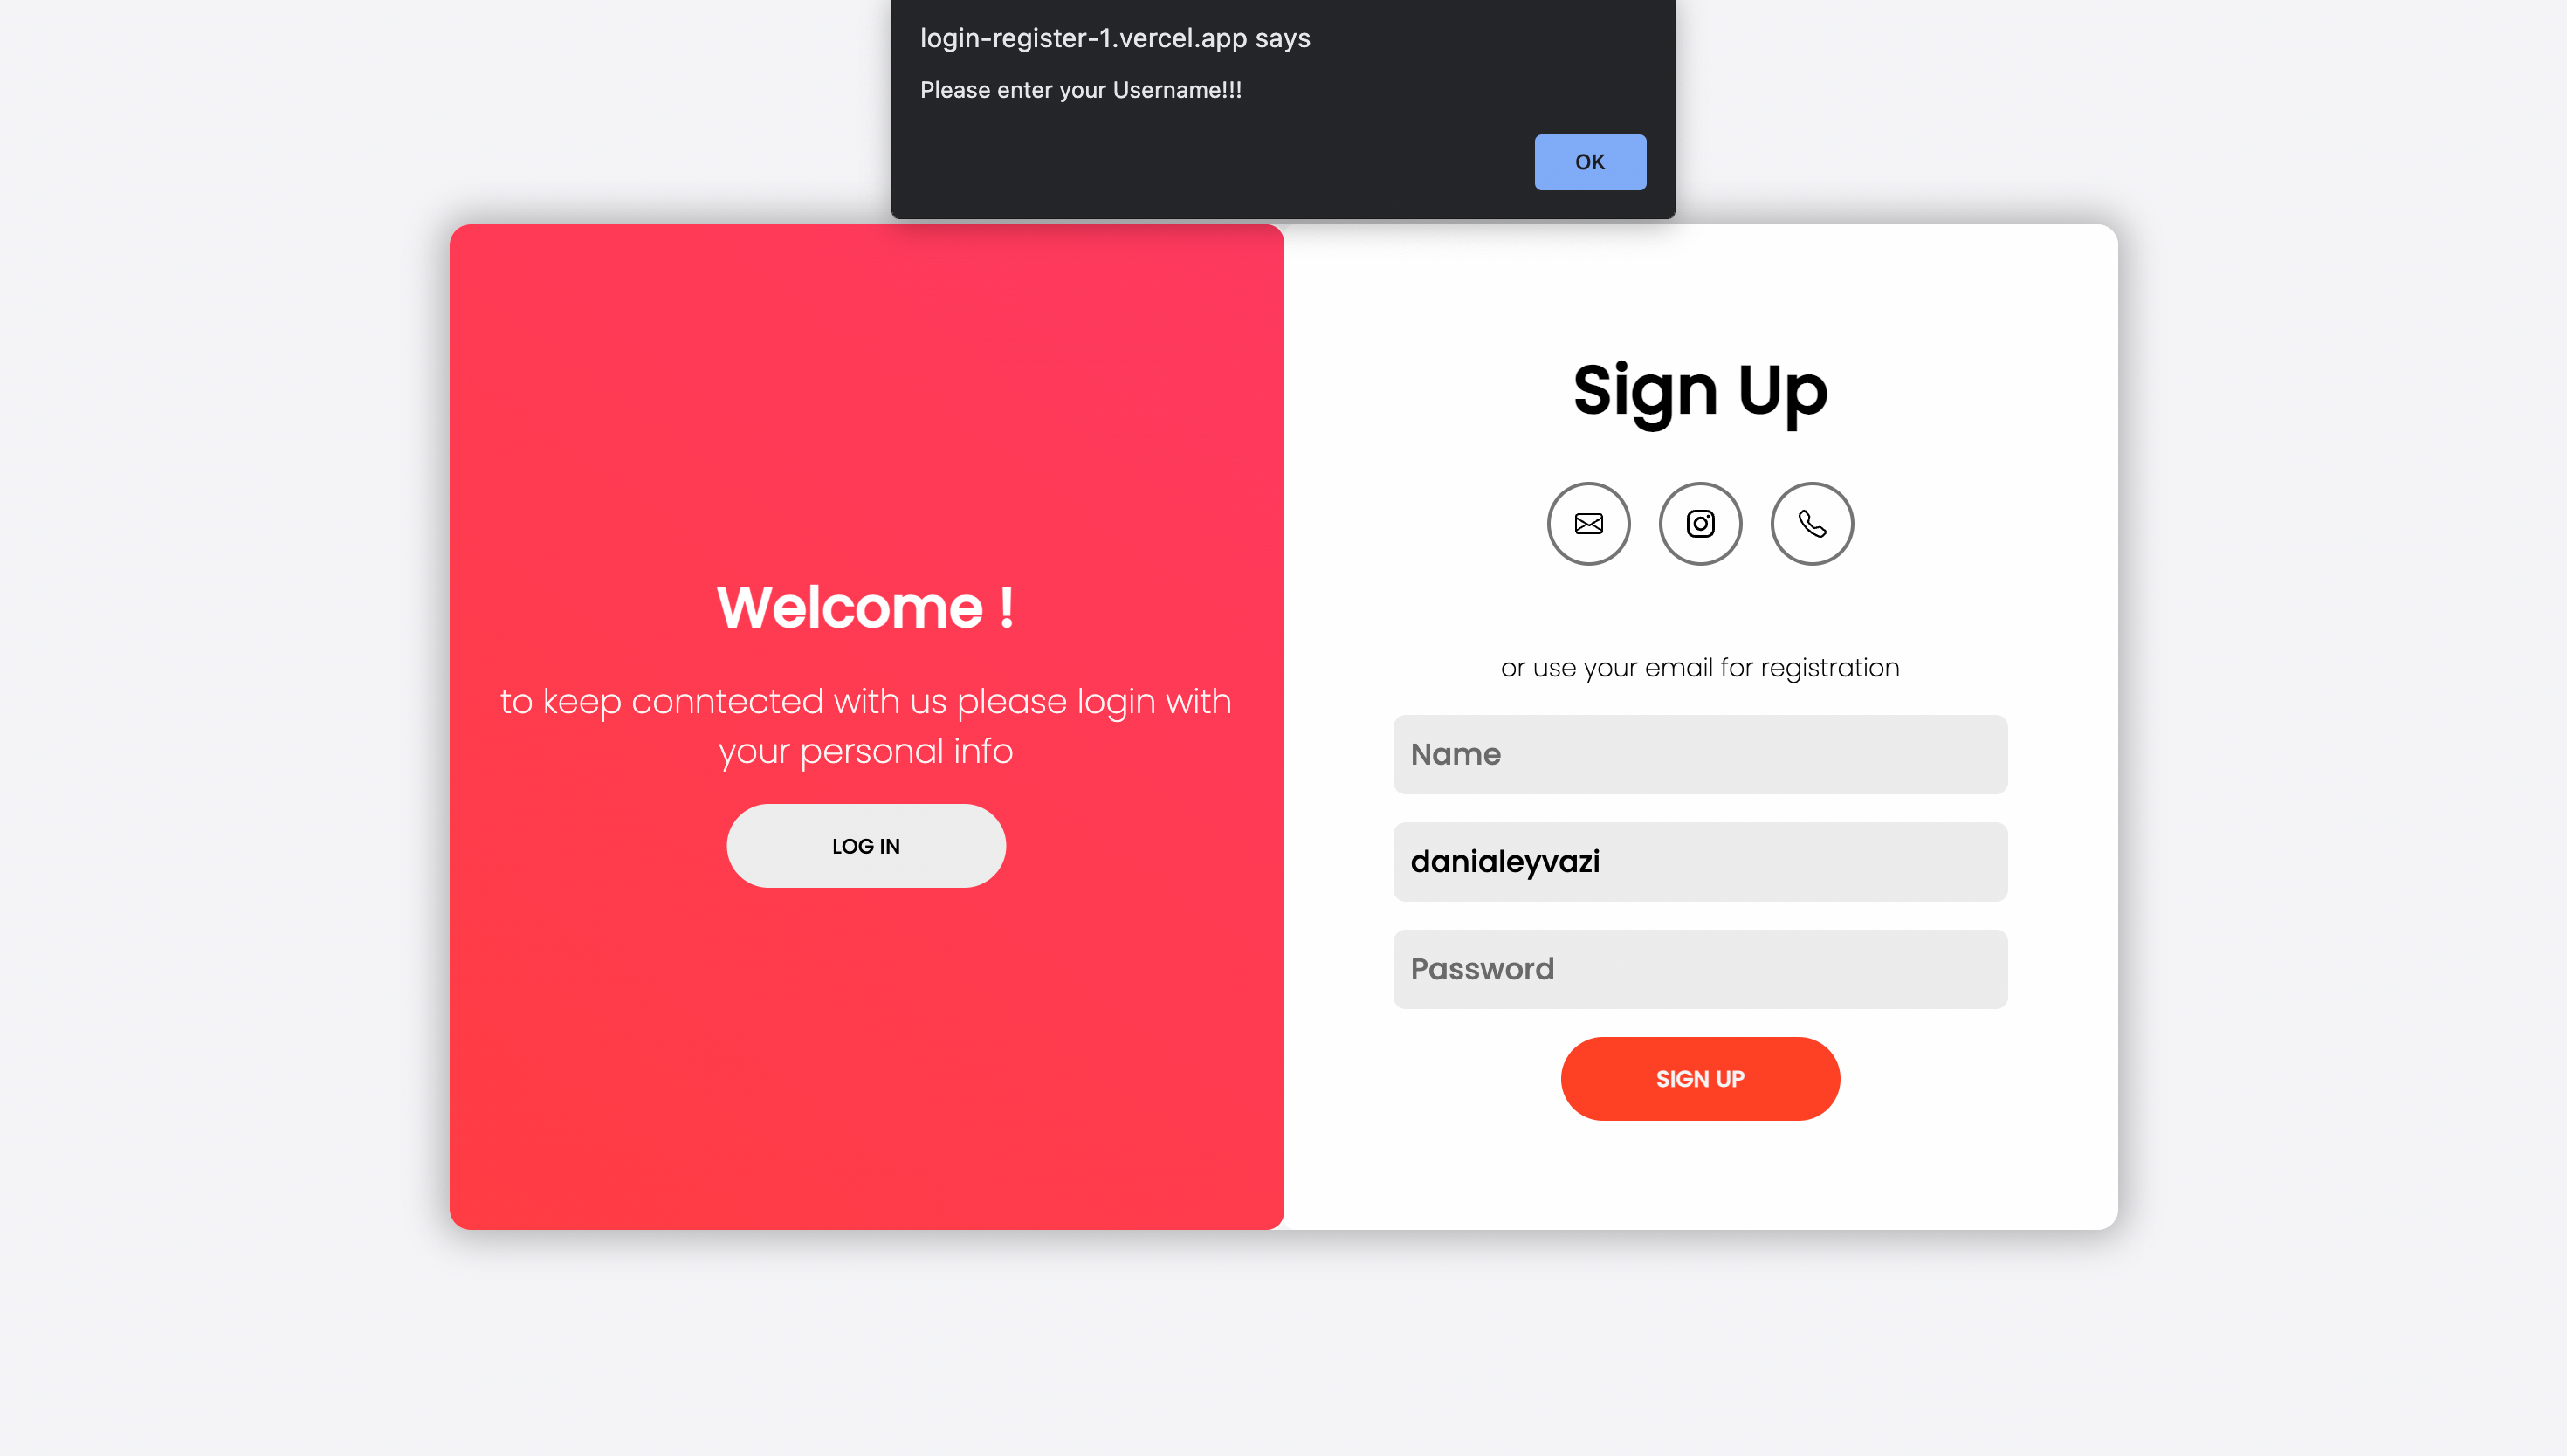 login-register-1.vercel.app says
Please enter your Username!!!
OK
Welcome !
to keep conntected with us please login with
your personal info
LOG IN
Sign Up
or use your email for registration
Name
danialeyvazi
Password
SIGN UP